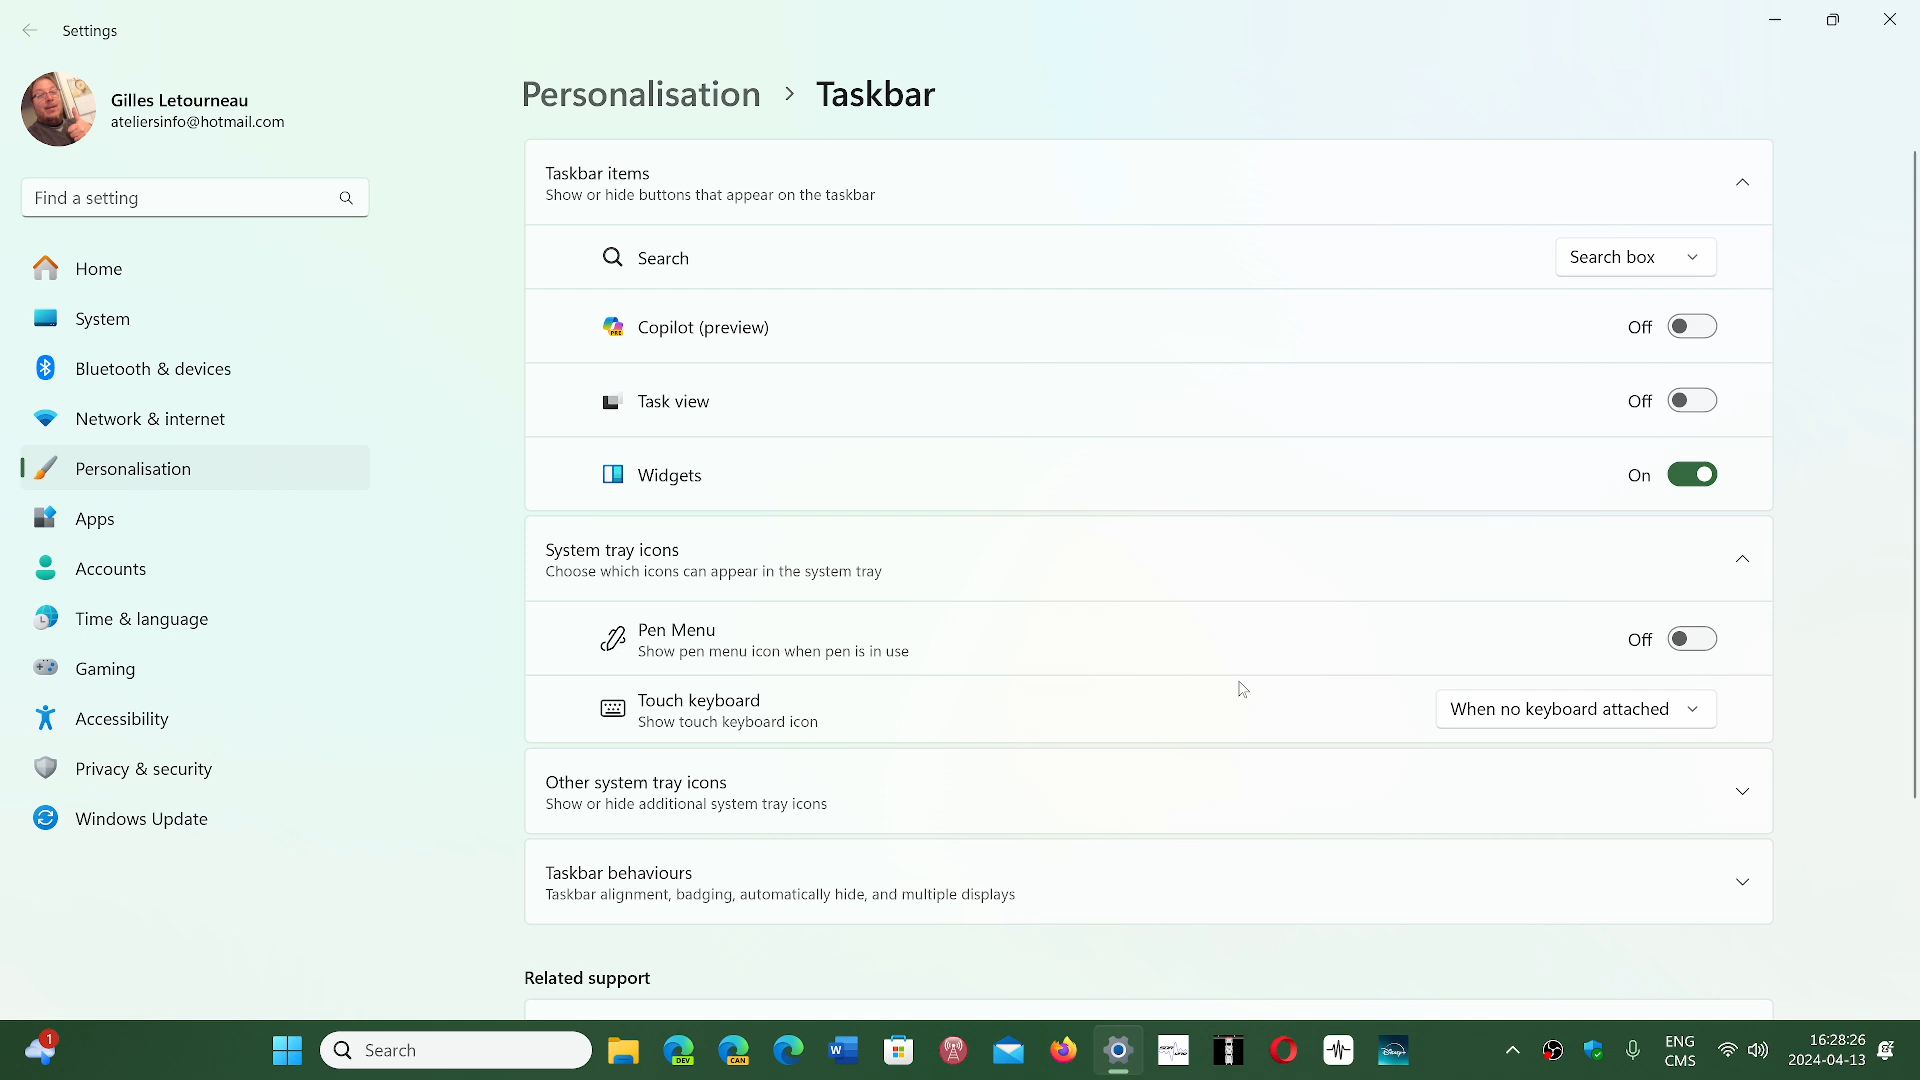 Settings
Gilles Letourneau
ateliersinfo@hotmail.com
Find a setting
Home
System
Bluetooth & devices
Network & internet
Personalisation
Apps
Accounts
Time & language
Gaming
Accessibility
Privacy & security
Windows Update
Personalisation > Taskbar
Taskbar items
Show or hide buttons that appear on the taskbar
Search
Search box
Copilot (preview)
Off
Task view
Off
Widgets
On
System tray icons
Choose which icons can appear in the system tray
Pen Menu
Show pen menu icon when pen is in use
Off
Touch keyboard
Show touch keyboard icon
When no keyboard attached
Other system tray icons
Show or hide additional system tray icons
Taskbar behaviours
Taskbar alignment, badging, automatically hide, and multiple displays
Related support
1
Search
DEV
CAN
W
Disney+
ENG
CMS
16:28:26
2024-04-13